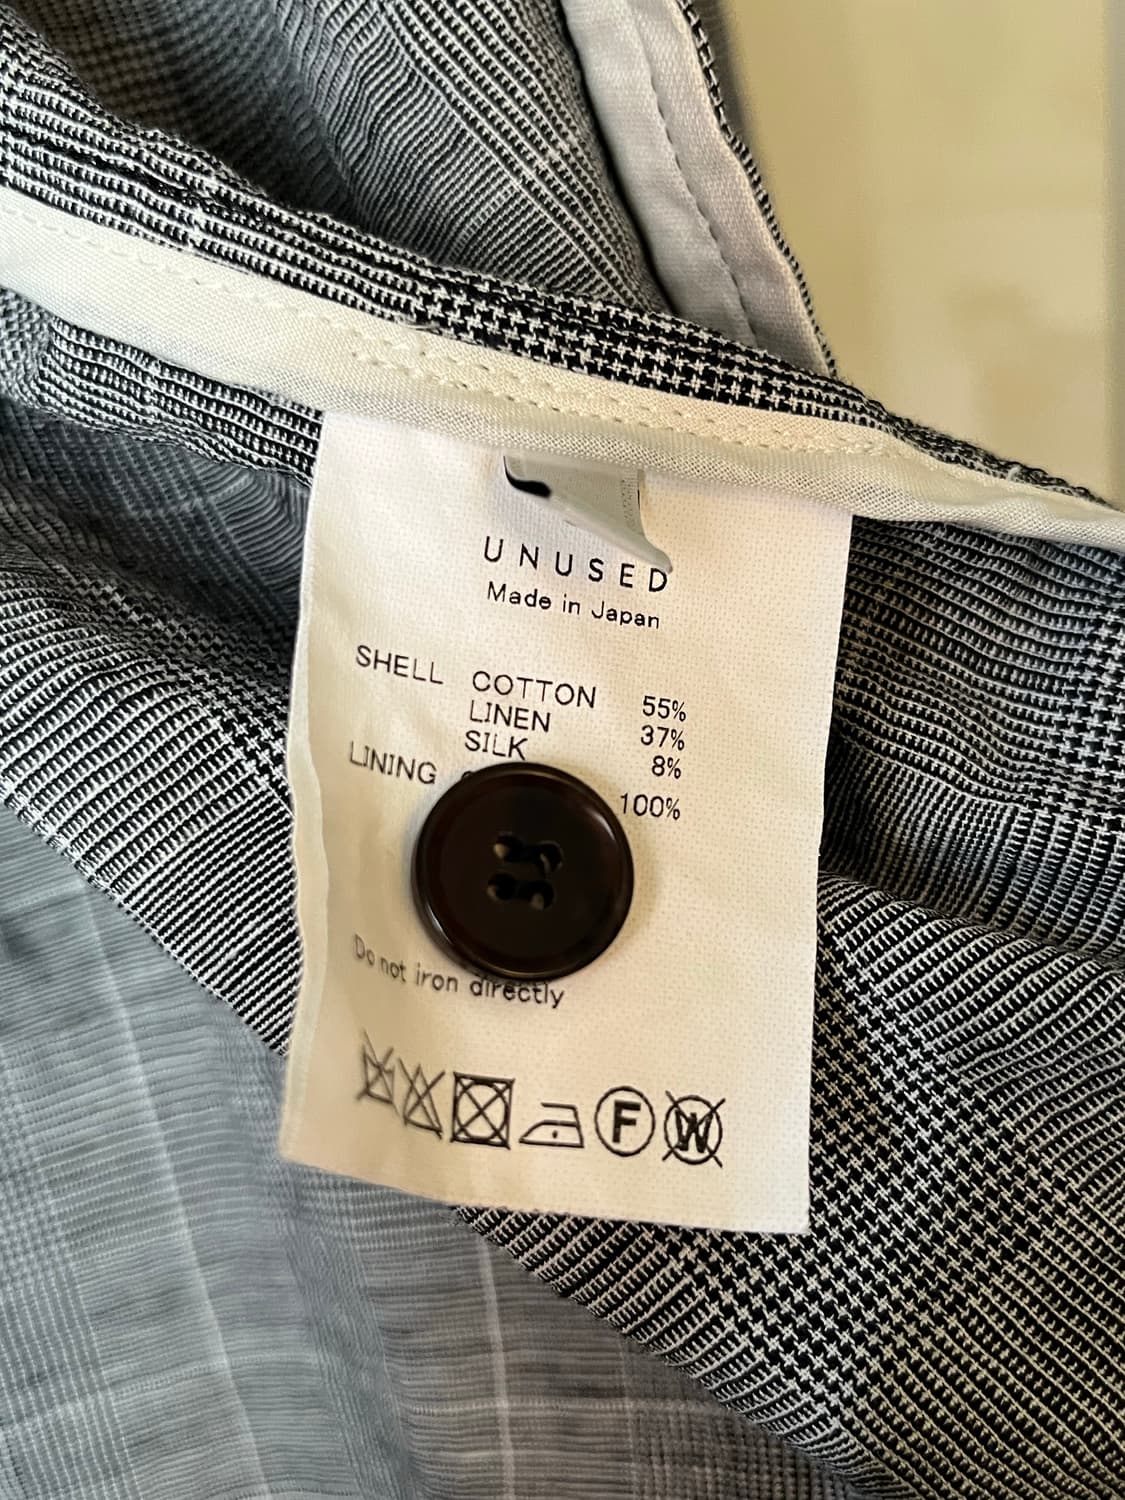 UNUSED
Made in Japan
SHELL COTTON 55%
LINEN 37%
SILK 8%
LINING 100%
Do not iron directly
F W